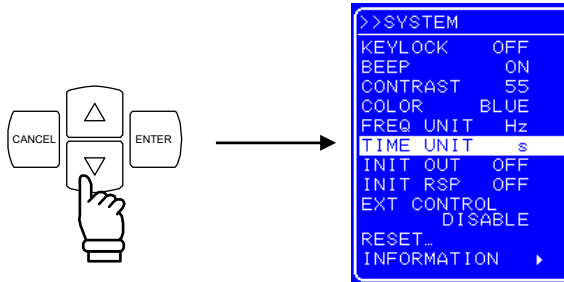 CANCEL
△
▽
ENTER
>>SYSTEM
KEYLOCK OFF
BEEP ON
CONTRAST 55
COLOR BLUE
FREQ UNIT Hz
TIME UNIT s
INIT OUT OFF
INIT RSP OFF
EXT CONTROL
DISABLE
RESET…
INFORMATION ▸